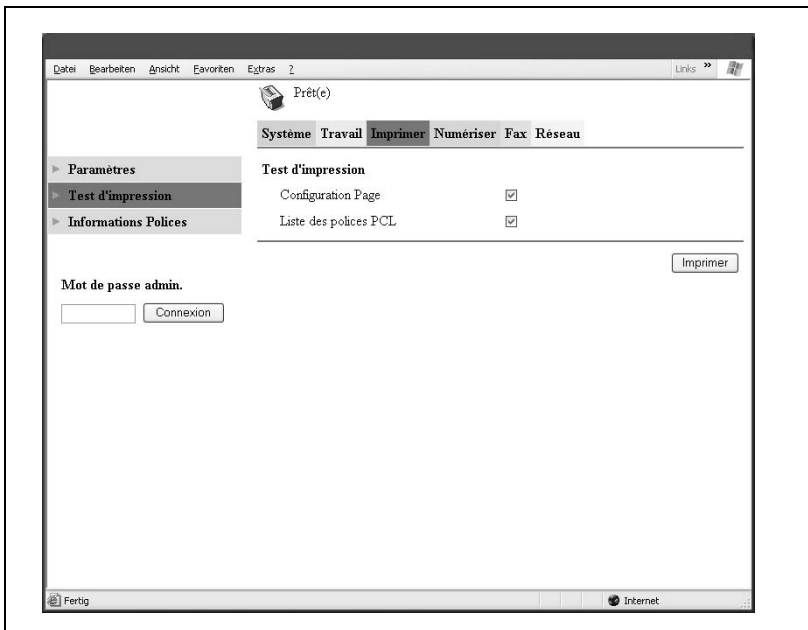 Datei Bearbeiten Ansicht Favoriten Extras ? Links »
Prêt(e)
Système Travail Imprimer Numériser Fax Réseau
Paramètres
Test d'impression
Informations Polices
Mot de passe admin.
Connexion
Test d'impression
Configuration Page
Liste des polices PCL
Imprimer
Fertig Internet